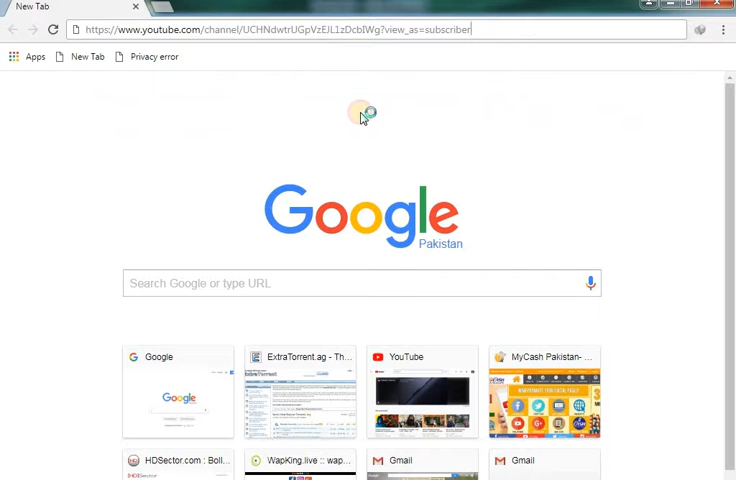 New Tab
https://www.youtube.com/channel/UCHNdwtrUGpVzEJL1zDcbIWg?view_as=subscriber
Apps New Tab Privacy error
Google
Pakistan
Search Google or type URL
Google ExtraTorrent.ag - Th... YouTube MyCash Pakistan- ...
HDSector.com : Boll... WapKing.live :: wap... Gmail Gmail